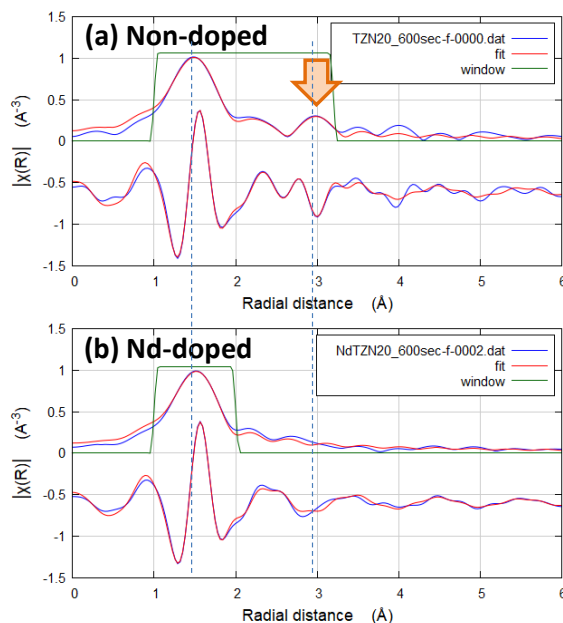 (a) Non-doped
TZN20_600sec-f-0000.dat
fit
window
|χ(R)| (A⁻³)
1.5
1
0.5
0
-0.5
-1
-1.5
0 1 2 3 4 5 6
Radial distance (Å)
(b) Nd-doped
NdTZN20_600sec-f-0002.dat
fit
window
|χ(R)| (A⁻³)
1.5
1
0.5
0
-0.5
-1
-1.5
0 1 2 3 4 5 6
Radial distance (Å)